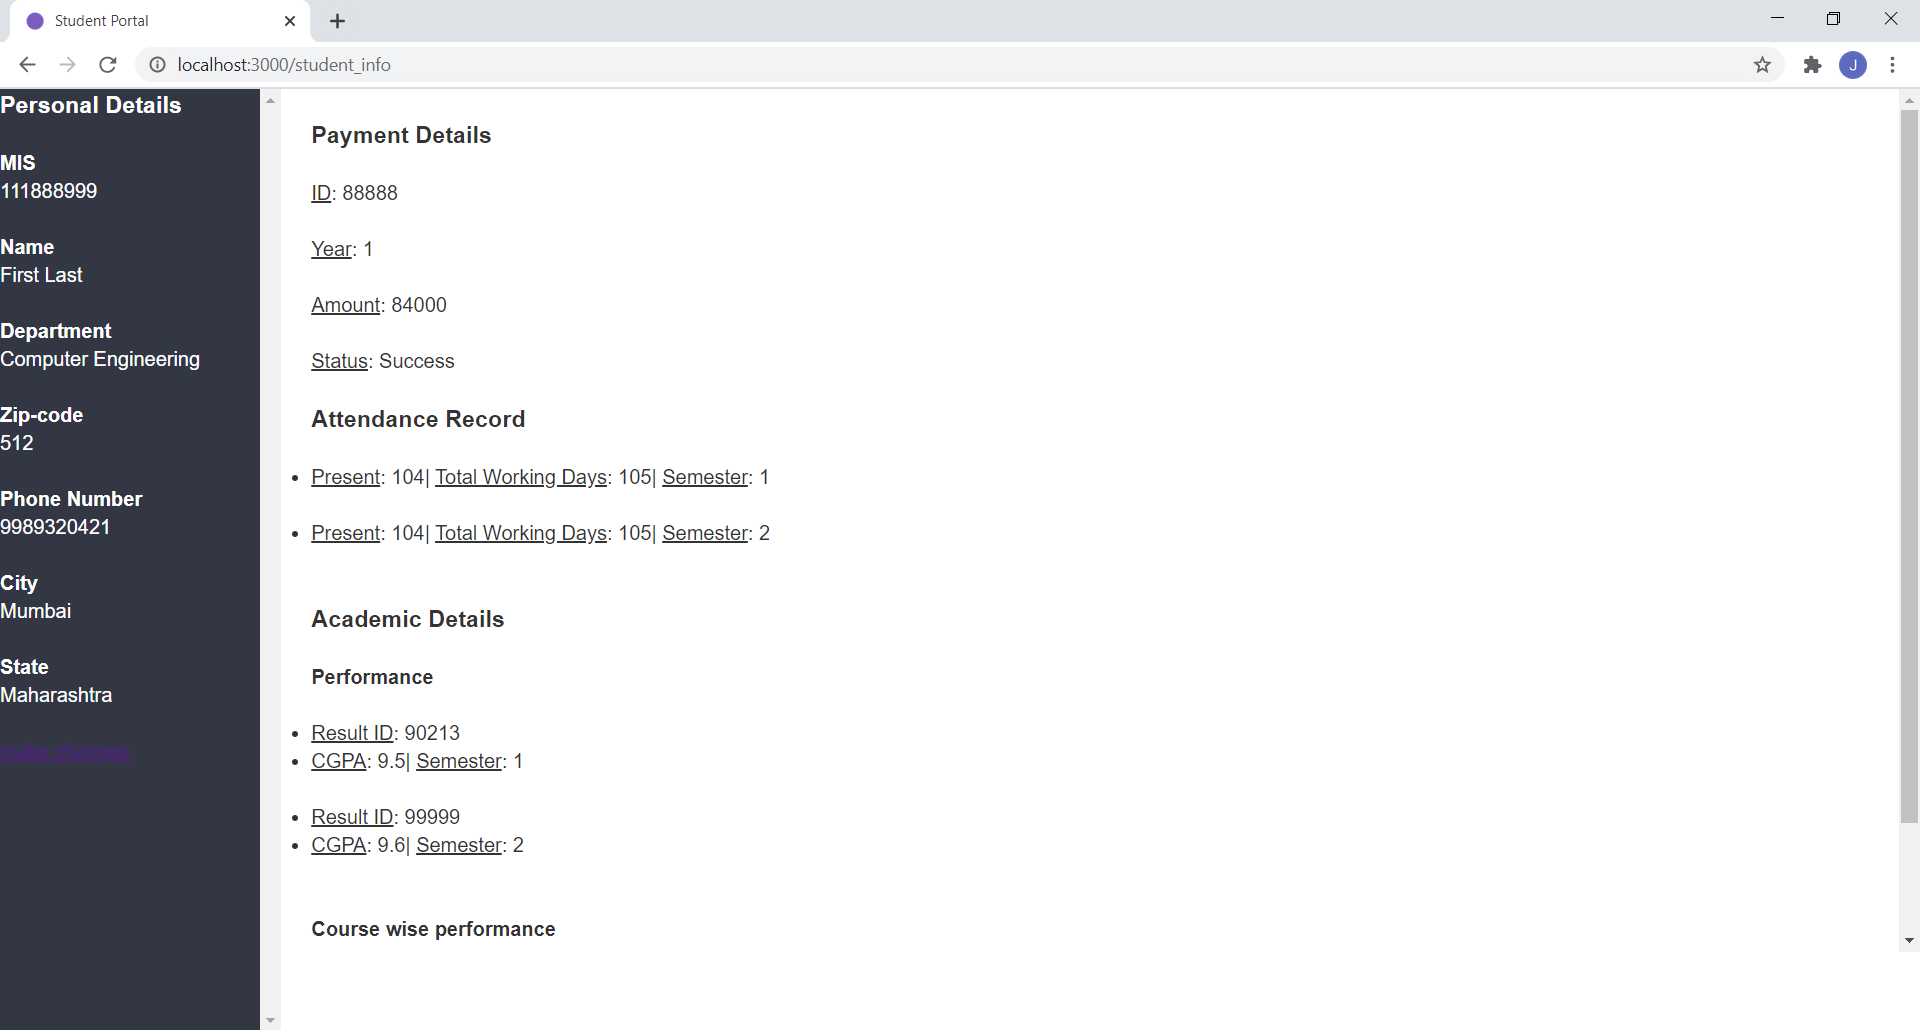 Student Portal
localhost:3000/student_info
J
Personal Details
MIS
111888999
Name
First Last
Department
Computer Engineering
Zip-code
512
Phone Number
9989320421
City
Mumbai
State
Maharashtra
make changes
Payment Details
ID: 88888
Year: 1
Amount: 84000
Status: Success
Attendance Record
• Present: 104| Total Working Days: 105| Semester: 1
• Present: 104| Total Working Days: 105| Semester: 2
Academic Details
Performance
• Result ID: 90213
• CGPA: 9.5| Semester: 1
• Result ID: 99999
• CGPA: 9.6| Semester: 2
Course wise performance